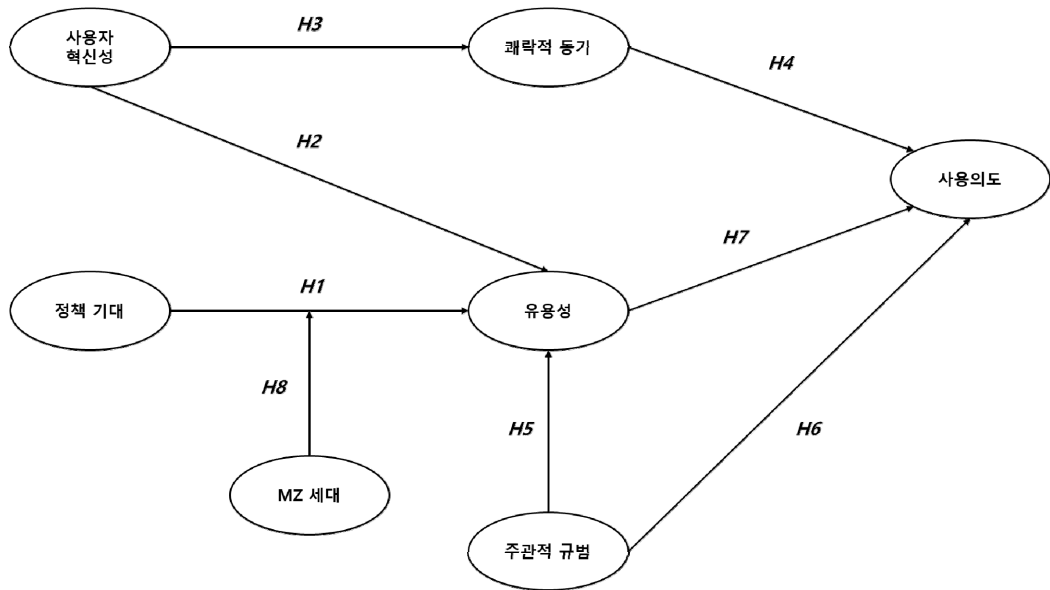 사용자
혁신성
H3
쾌락적 동기
H4
H2
사용의도
H7
정책 기대
H1
유용성
H8
H5
H6
MZ 세대
주관적 규범